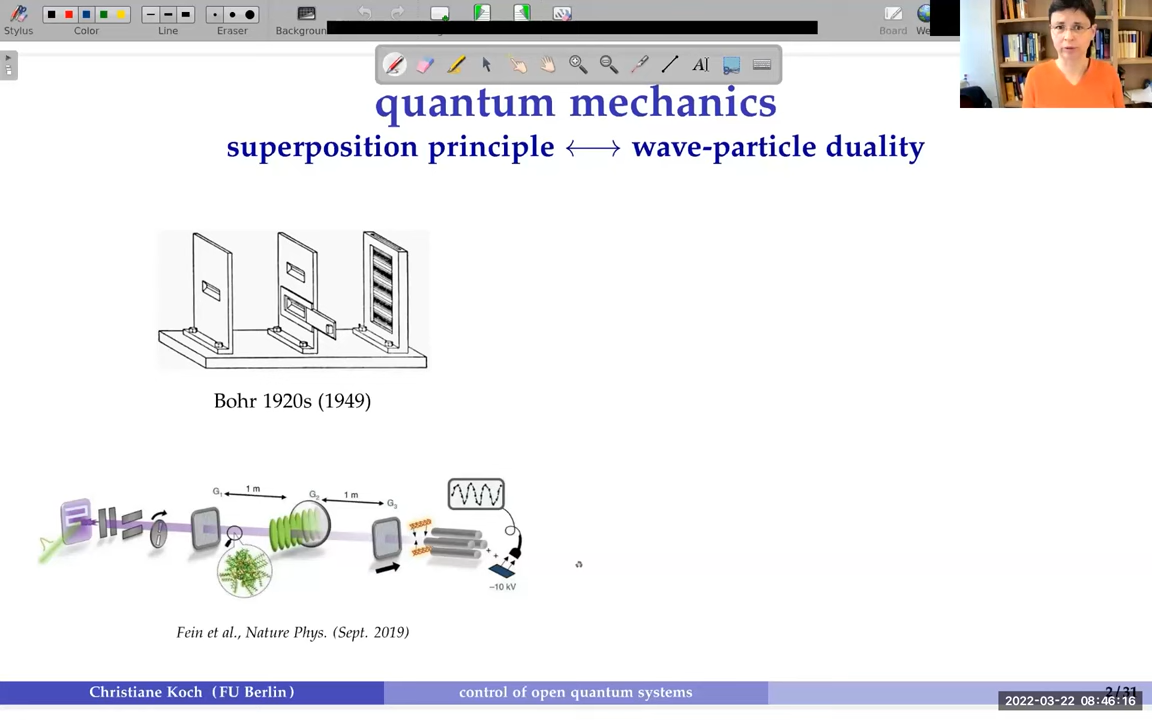 Stylus
Color
Line
Eraser
Board
quantum mechanics
superposition principle ⟷ wave-particle duality
Bohr 1920s (1949)
G₁ 1 m G₂ 1 m G₃
~10 kV
Fein et al., Nature Phys. (Sept. 2019)
Christiane Koch (FU Berlin) control of open quantum systems 2 / 31
2022-03-22 08:46:16